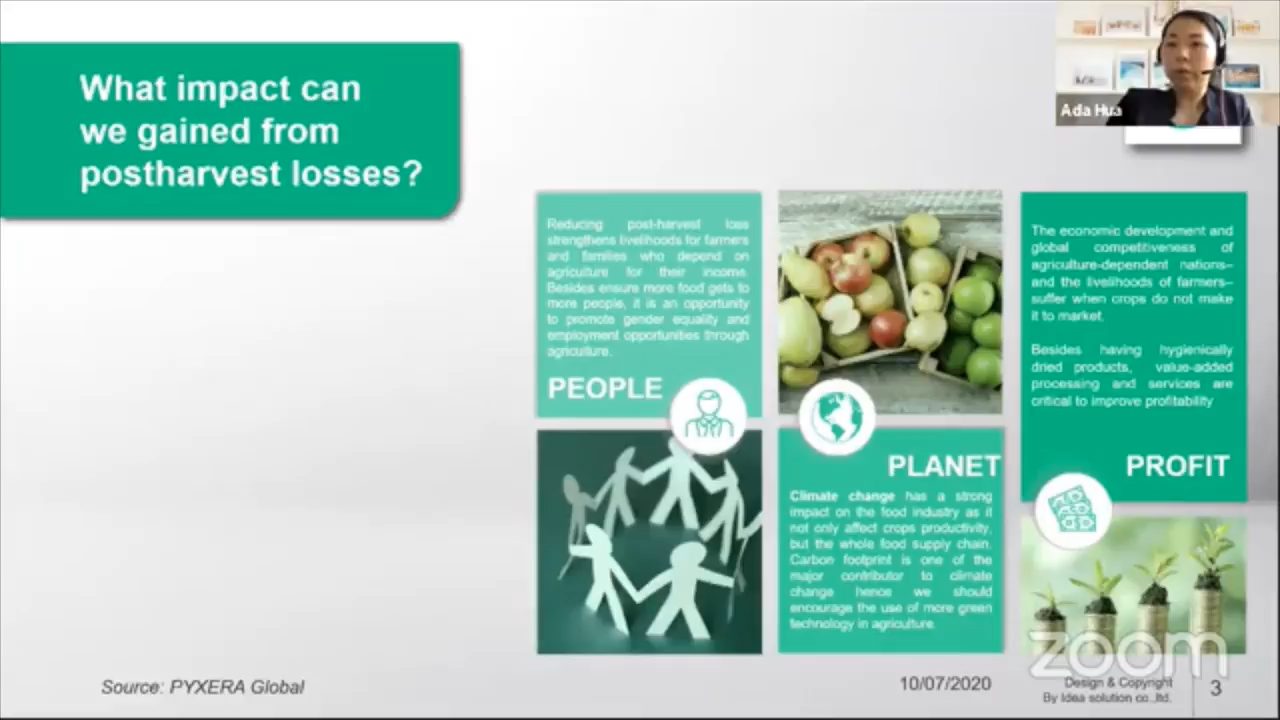 What impact can
we gained from
postharvest losses?
Ada Hua
Reducing post-harvest loss
strengthens livelihoods for farmers
and families who depend on
agriculture for their income.
Besides ensure more food gets to
more people, it is an opportunity
to promote gender equality and
employment opportunities through
agriculture.
PEOPLE
PLANET
Climate change has a strong
impact on the food industry as it
not only affect crops productivity,
but the whole food supply chain.
Carbon footprint is one of the
major contributor to climate
change hence we should
encourage the use of more green
technology in agriculture.
The economic development and
global competitiveness of
agriculture-dependent nations–
and the livelihoods of farmers–
suffer when crops do not make
it to market.
Besides having hygienically
dried products, value-added
processing and services are
critical to improve profitability
PROFIT
zoom
Source: PYXERA Global
10/07/2020
Design & Copyright
By Idea solution co.,ltd.
3